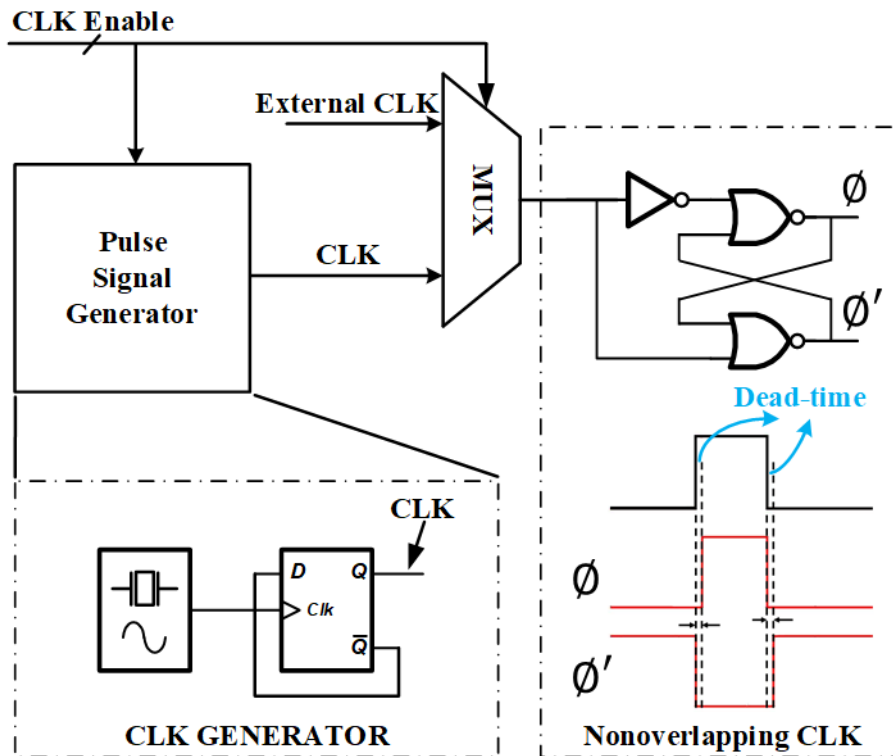 CLK Enable
External CLK
MUX
Pulse
Signal
Generator
CLK
Ø
Ø′
Dead-time
CLK
D
Q
Clk
Q̅
CLK GENERATOR
Ø
Ø′
Nonoverlapping CLK